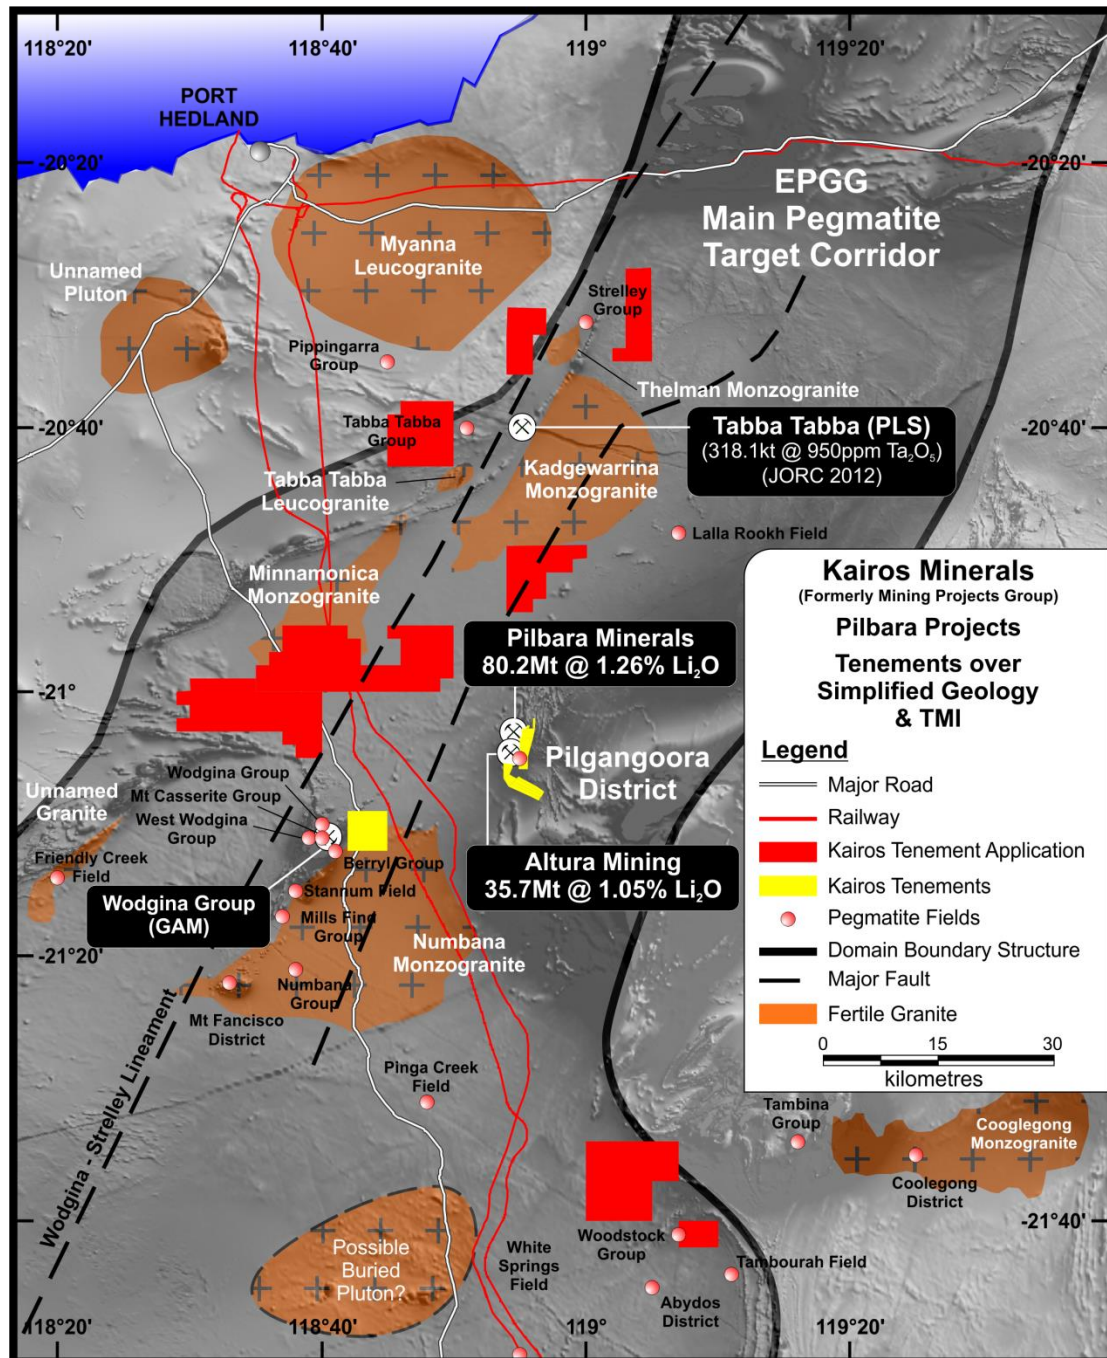 118°20'
118°40'
119°
119°20'
PORT
HEDLAND
-20°20'
-20°20'
EPGG
Main Pegmatite
Target Corridor
Myanna
Leucogranite
Unnamed
Pluton
Strelley
Group
Pippingarra
Group
Thelman Monzogranite
Tabba Tabba
Group
-20°40'
-20°40'
Tabba Tabba (PLS)
(318.1kt @ 950ppm Ta₂O₅)
(JORC 2012)
Kadgewarrina
Monzogranite
Tabba Tabba
Leucogranite
Lalla Rookh Field
Minnamonica
Monzogranite
Kairos Minerals
(Formerly Mining Projects Group)
Pilbara Projects
Tenements over
Simplified Geology
& TMI
Legend
Major Road
Railway
Kairos Tenement Application
Kairos Tenements
Pegmatite Fields
Domain Boundary Structure
Major Fault
Fertile Granite
0
15
30
kilometres
Pilbara Minerals
80.2Mt @ 1.26% Li₂O
-21°
Pilgangoora
District
Wodgina Group
Mt Casserite Group
West Wodgina
Group
Unnamed
Granite
Friendly Creek
Field
Berryl Group
Altura Mining
35.7Mt @ 1.05% Li₂O
Wodgina Group
(GAM)
Stannum Field
Mills Find
Group
Numbana
Monzogranite
-21°20'
Numbana
Group
Mt Fancisco
District
Wodgina - Strelley Lineament
Pinga Creek
Field
Tambina
Group
Cooglegong
Monzogranite
Coolegong
District
-21°40'
Woodstock
Group
White
Springs
Field
Tambourah Field
Abydos
District
Possible
Buried
Pluton?
118°20'
118°40'
119°
119°20'